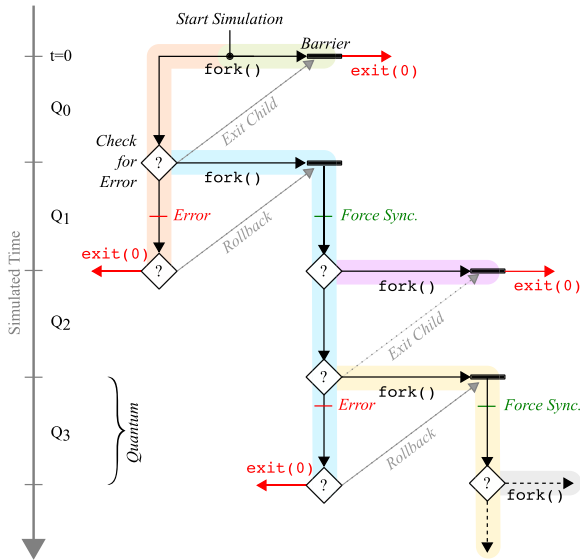 Start Simulation
Barrier
t=0
fork()
exit(0)
Q0
Exit Child
Check
for
Error
?
fork()
Q1
Error
Rollback
Force Sync.
exit(0)
?
?
fork()
exit(0)
Simulated Time
Q2
Exit Child
?
fork()
Error
Force Sync.
Q3
Quantum
Rollback
exit(0)
?
?
fork()